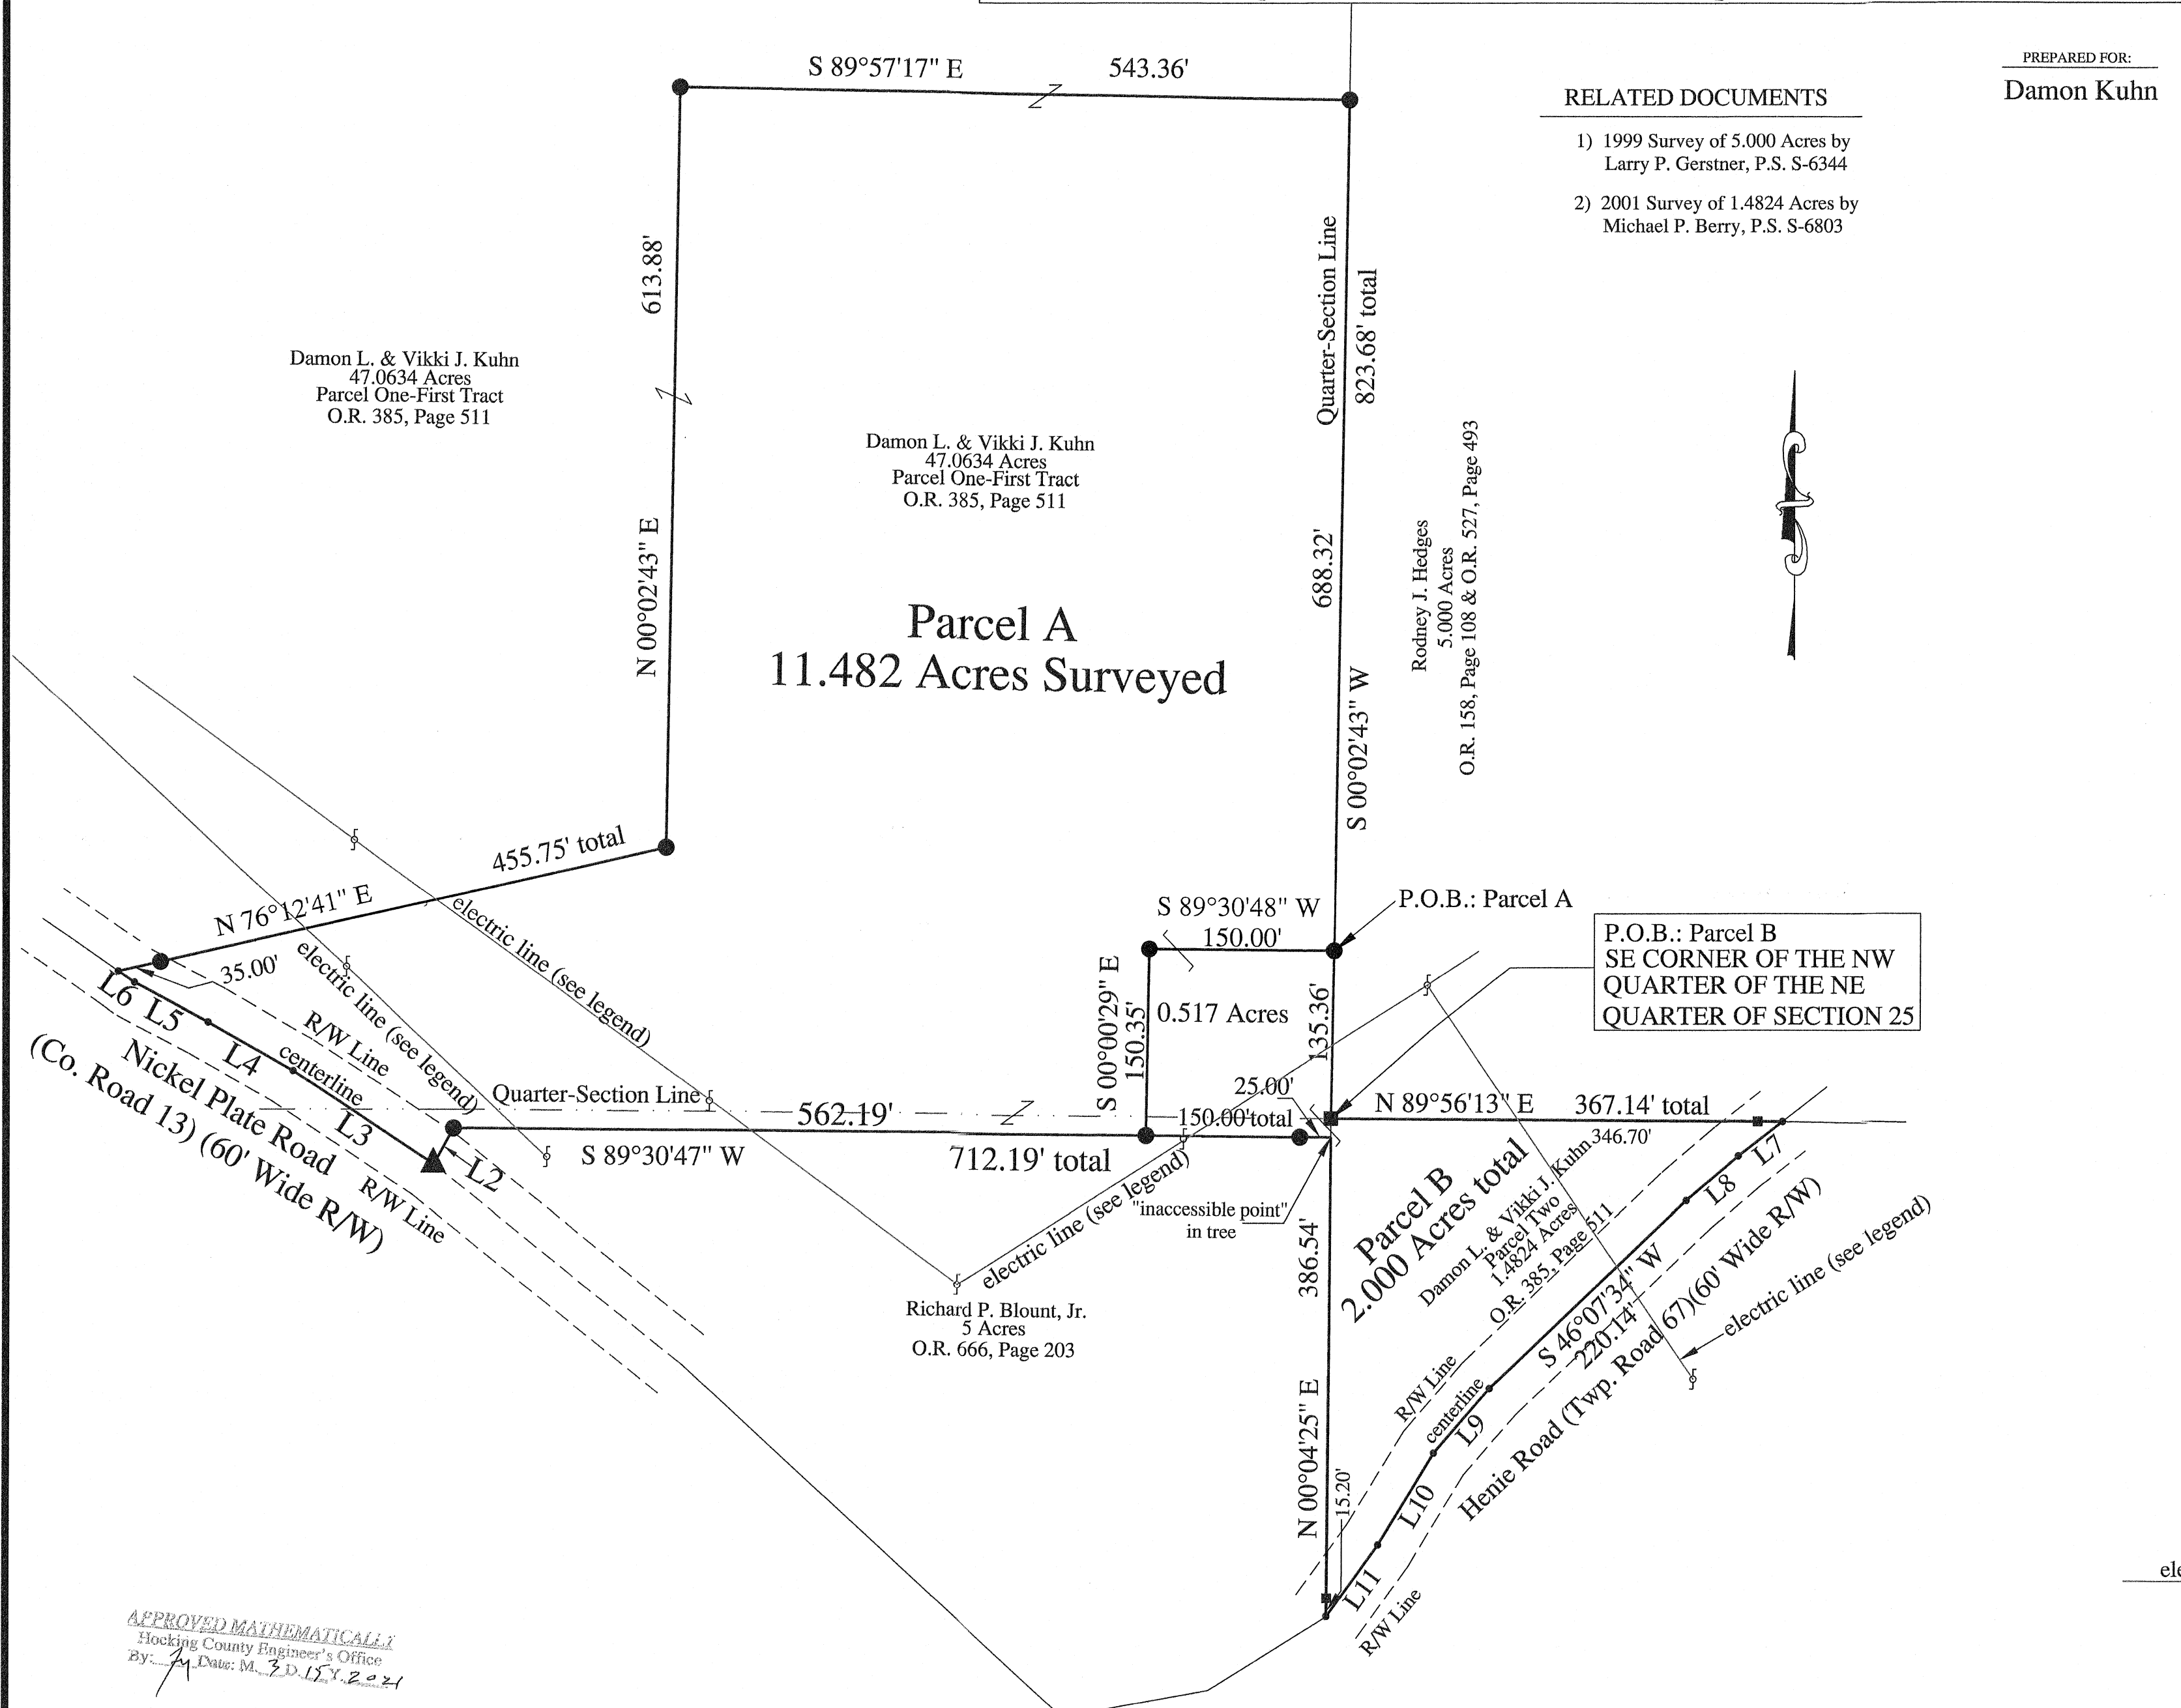 S 89°57'17" E 543.36'
PREPARED FOR:
Damon Kuhn
RELATED DOCUMENTS
1) 1999 Survey of 5.000 Acres by
Larry P. Gerstner, P.S. S-6344
2) 2001 Survey of 1.4824 Acres by
Michael P. Berry, P.S. S-6803
613.88'
N 00°02'43" E
Quarter-Section Line
823.68' total
688.32'
S 00°02'43" W
Damon L. & Vikki J. Kuhn
47.0634 Acres
Parcel One-First Tract
O.R. 385, Page 511
Damon L. & Vikki J. Kuhn
47.0634 Acres
Parcel One-First Tract
O.R. 385, Page 511
Rodney J. Hedges
5.000 Acres
O.R. 158, Page 108 & O.R. 527, Page 493
Parcel A
11.482 Acres Surveyed
455.75' total
N 76°12'41" E
35.00'
electric line (see legend)
electric line (see legend)
L6
L5
L4
L3
L2
centerline
R/W Line
Nickel Plate Road
(Co. Road 13) (60' Wide R/W)
R/W Line
S 89°30'48" W
150.00'
P.O.B.: Parcel A
S 00°00'29" E
150.35'
0.517 Acres
135.36'
P.O.B.: Parcel B
SE CORNER OF THE NW
QUARTER OF THE NE
QUARTER OF SECTION 25
Quarter-Section Line
562.19'
25.00'
150.00' total
N 89°56'13" E 367.14' total
346.70'
S 89°30'47" W
712.19' total
"inaccessible point"
in tree
electric line (see legend)
Richard P. Blount, Jr.
5 Acres
O.R. 666, Page 203
386.54'
N 00°04'25" E
15.20'
Parcel B
2.000 Acres total
Damon L. & Vikki J. Kuhn
Parcel Two
1.4824 Acres
O.R. 385, Page 511
L7
L8
S 46°07'34" W
220.14'
R/W Line
centerline
L9
L10
L11
Henie Road (Twp. Road 67)(60' Wide R/W)
R/W Line
electric line (see legend)
APPROVED MATHEMATICALLY
Hocking County Engineer's Office
By: Date: M. 3 D. 15 Y. 2021
ele